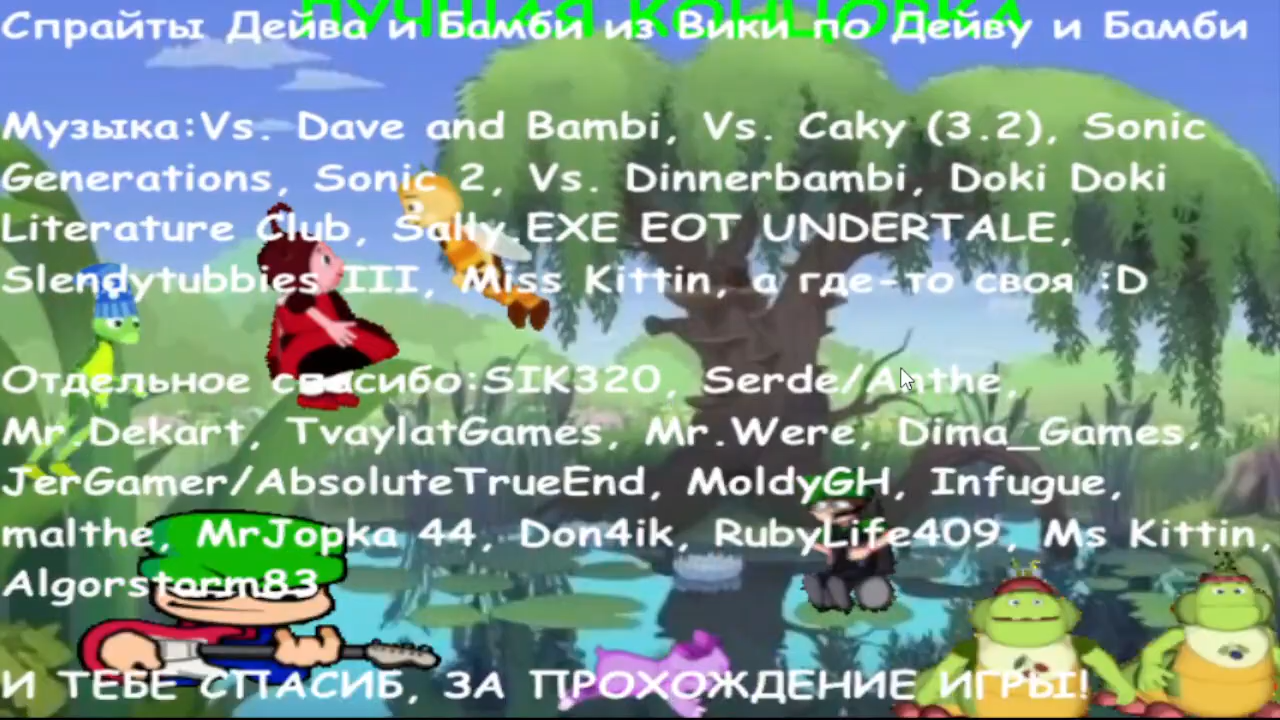 ЛУЧШАЯ КОНЦОВКА
Спрайты Дейва и Бамби из Вики по Дейву и Бамби
Музыка:Vs. Dave and Bambi, Vs. Caky (3.2), Sonic
Generations, Sonic 2, Vs. Dinnerbambi, Doki Doki
Literature Club, Sally EXE EOT UNDERTALE,
Slendytubbies III, Miss Kittin, а где-то своя :D
Отдельное спасибо:SIK320, Serde/Anthe,
Mr.Dekart, TvaylatGames, Mr.Were, Dima_Games,
JerGamer/AbsoluteTrueEnd, MoldyGH, Infugue,
malthe, MrJopka 44, Don4ik, RubyLife409, Ms Kittin,
Algorstorm83
И ТЕБЕ СПАСИБ, ЗА ПРОХОЖДЕНИЕ ИГРЫ!